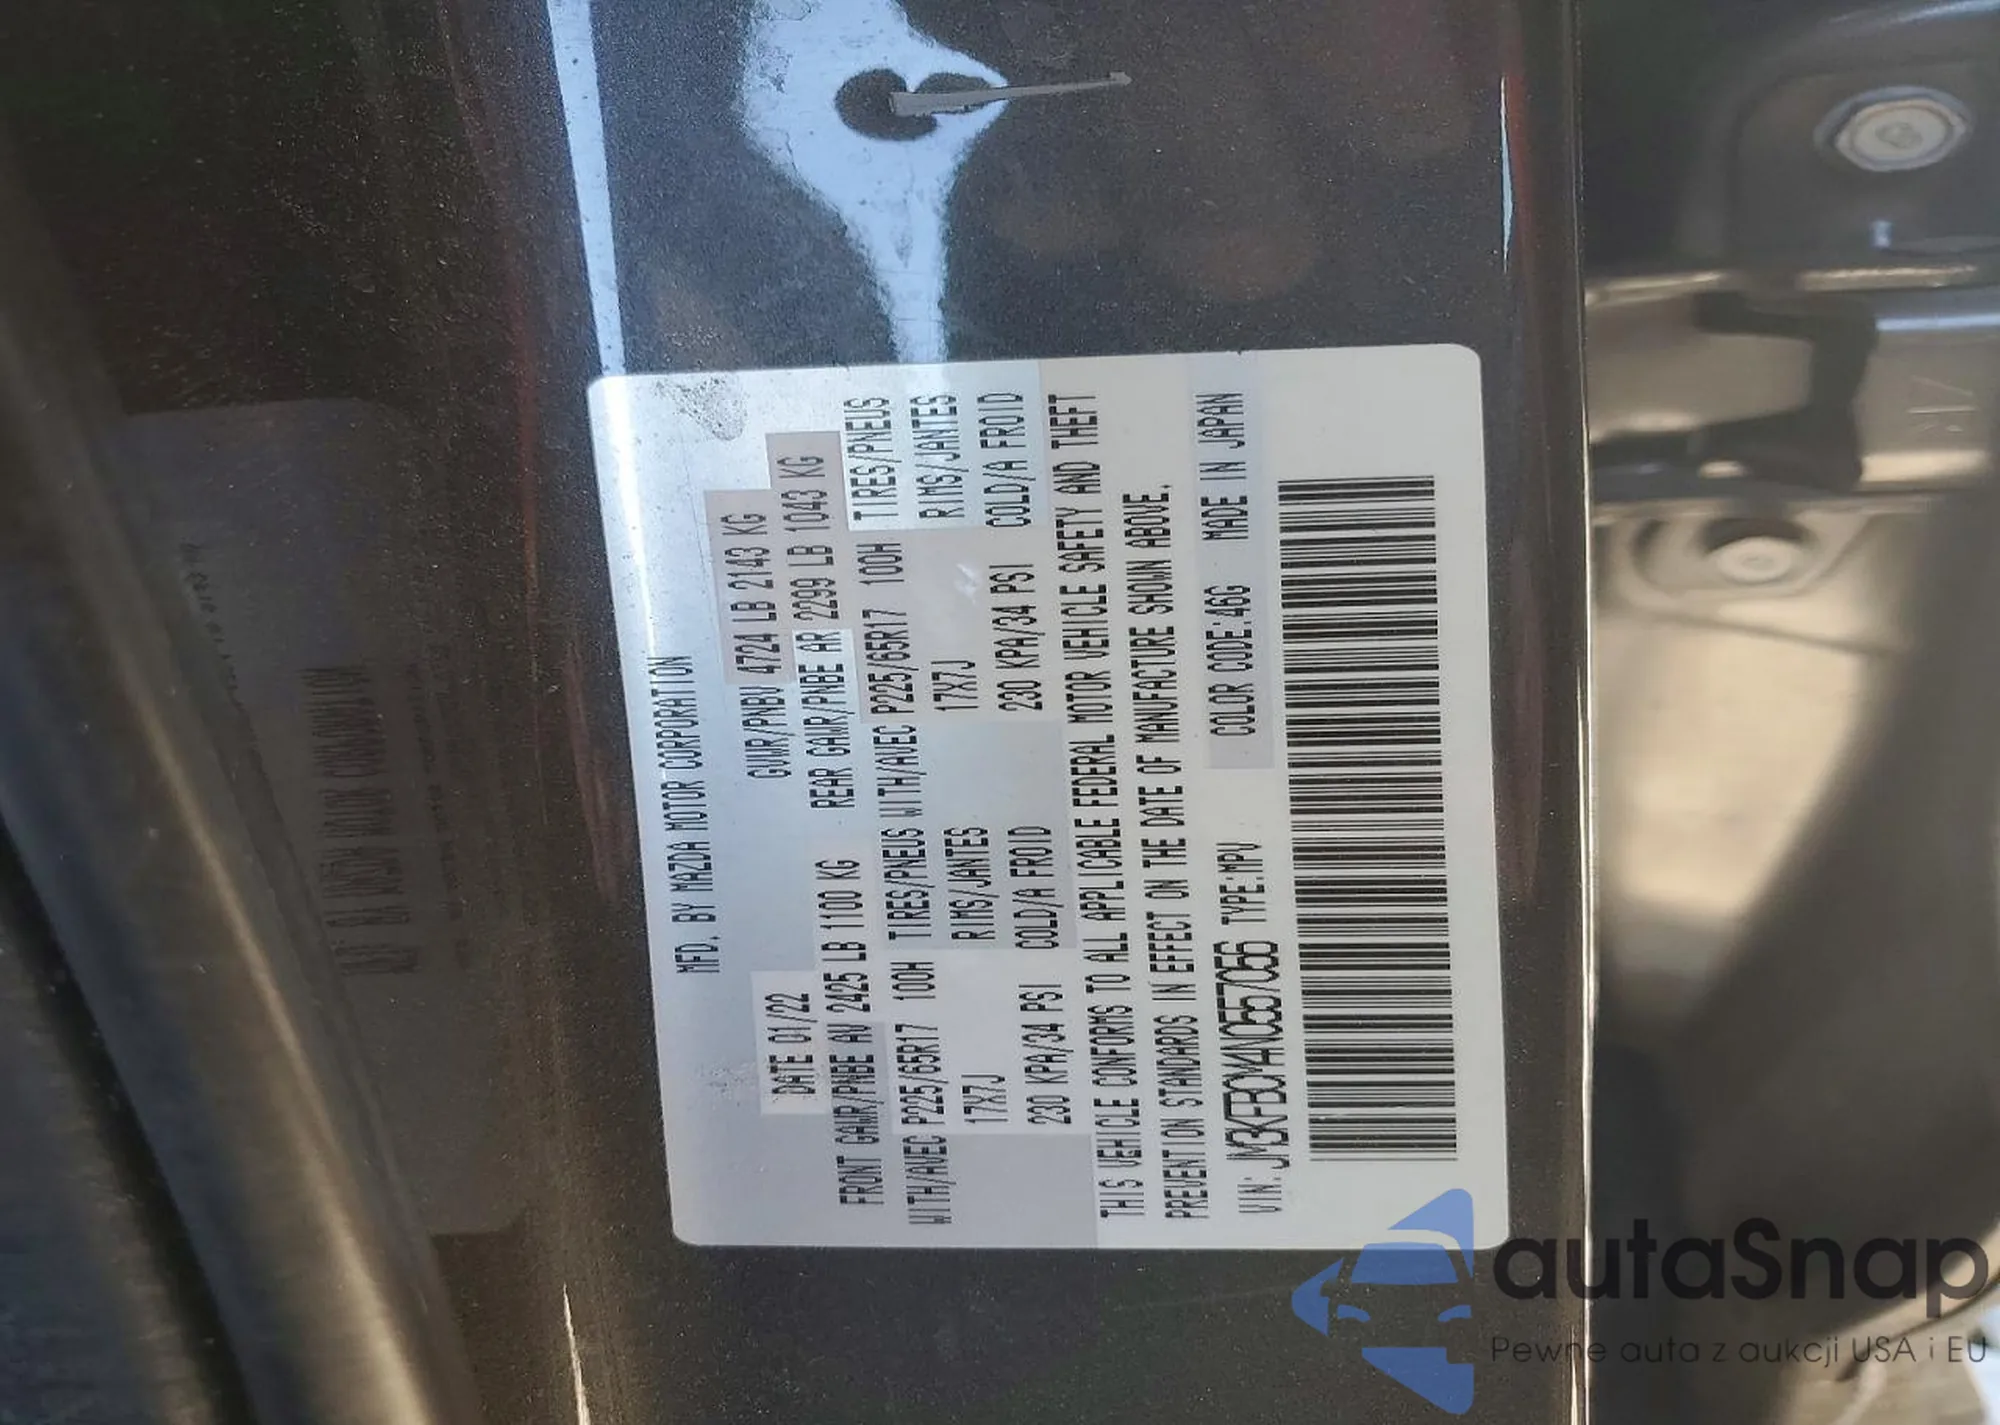 MFD. BY MAZDA MOTOR CORPORATION
DATE 01/22 GVWR/PNBV 4724 LB 2143 KG
FRONT GAWR/PNBE AV 2425 LB 1100 KG REAR GAWR/PNBE AR 2299 LB 1043 KG
WITH/AVEC P225/65R17 100H TIRES/PNEUS WITH/AVEC P225/65R17 100H TIRES/PNEUS
17X7J RIMS/JANTES 17X7J RIMS/JANTES
230 KPA/34 PSI COLD/A FROID 230 KPA/34 PSI COLD/A FROID
THIS VEHICLE CONFORMS TO ALL APPLICABLE FEDERAL MOTOR VEHICLE SAFETY AND THEFT
PREVENTION STANDARDS IN EFFECT ON THE DATE OF MANUFACTURE SHOWN ABOVE.
VIN: JM3KFBCM4N0557056 TYPE:MPV COLOR CODE:46G MADE IN JAPAN
autaSnap
Pewne auta z aukcji USA i EU